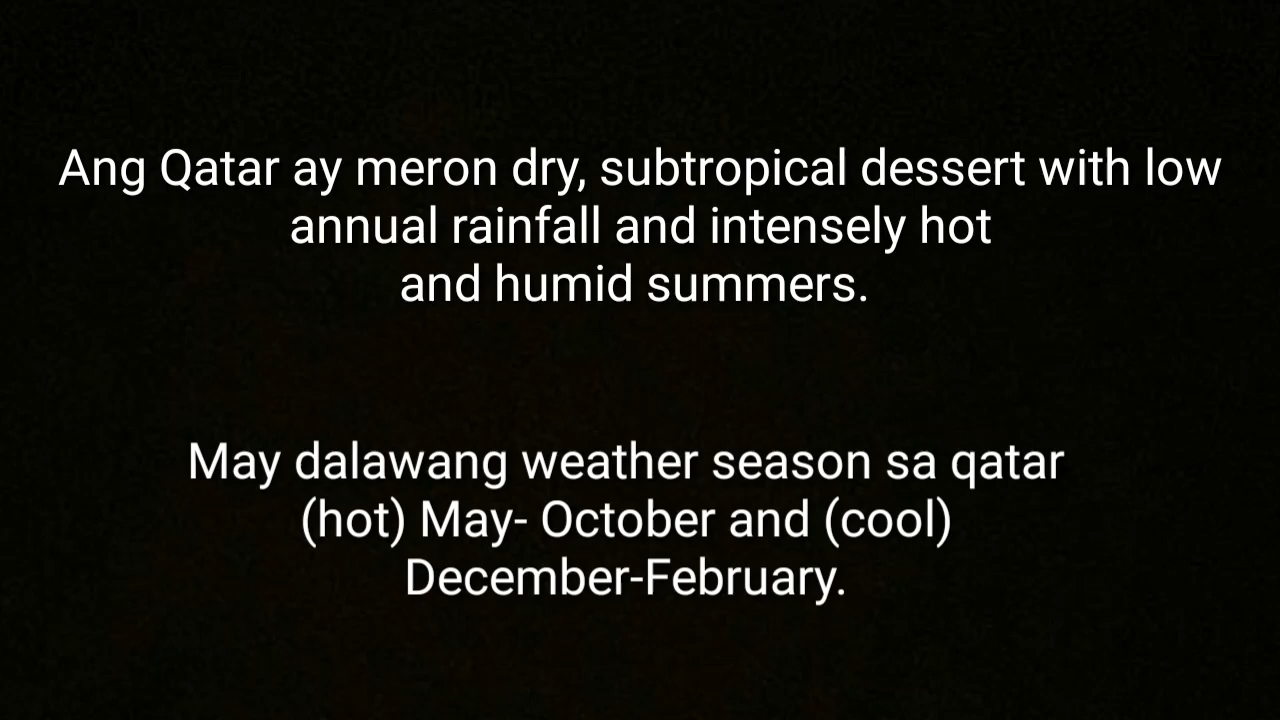 Ang Qatar ay meron dry, subtropical dessert with low
annual rainfall and intensely hot
and humid summers.
May dalawang weather season sa qatar
(hot) May- October and (cool)
December-February.